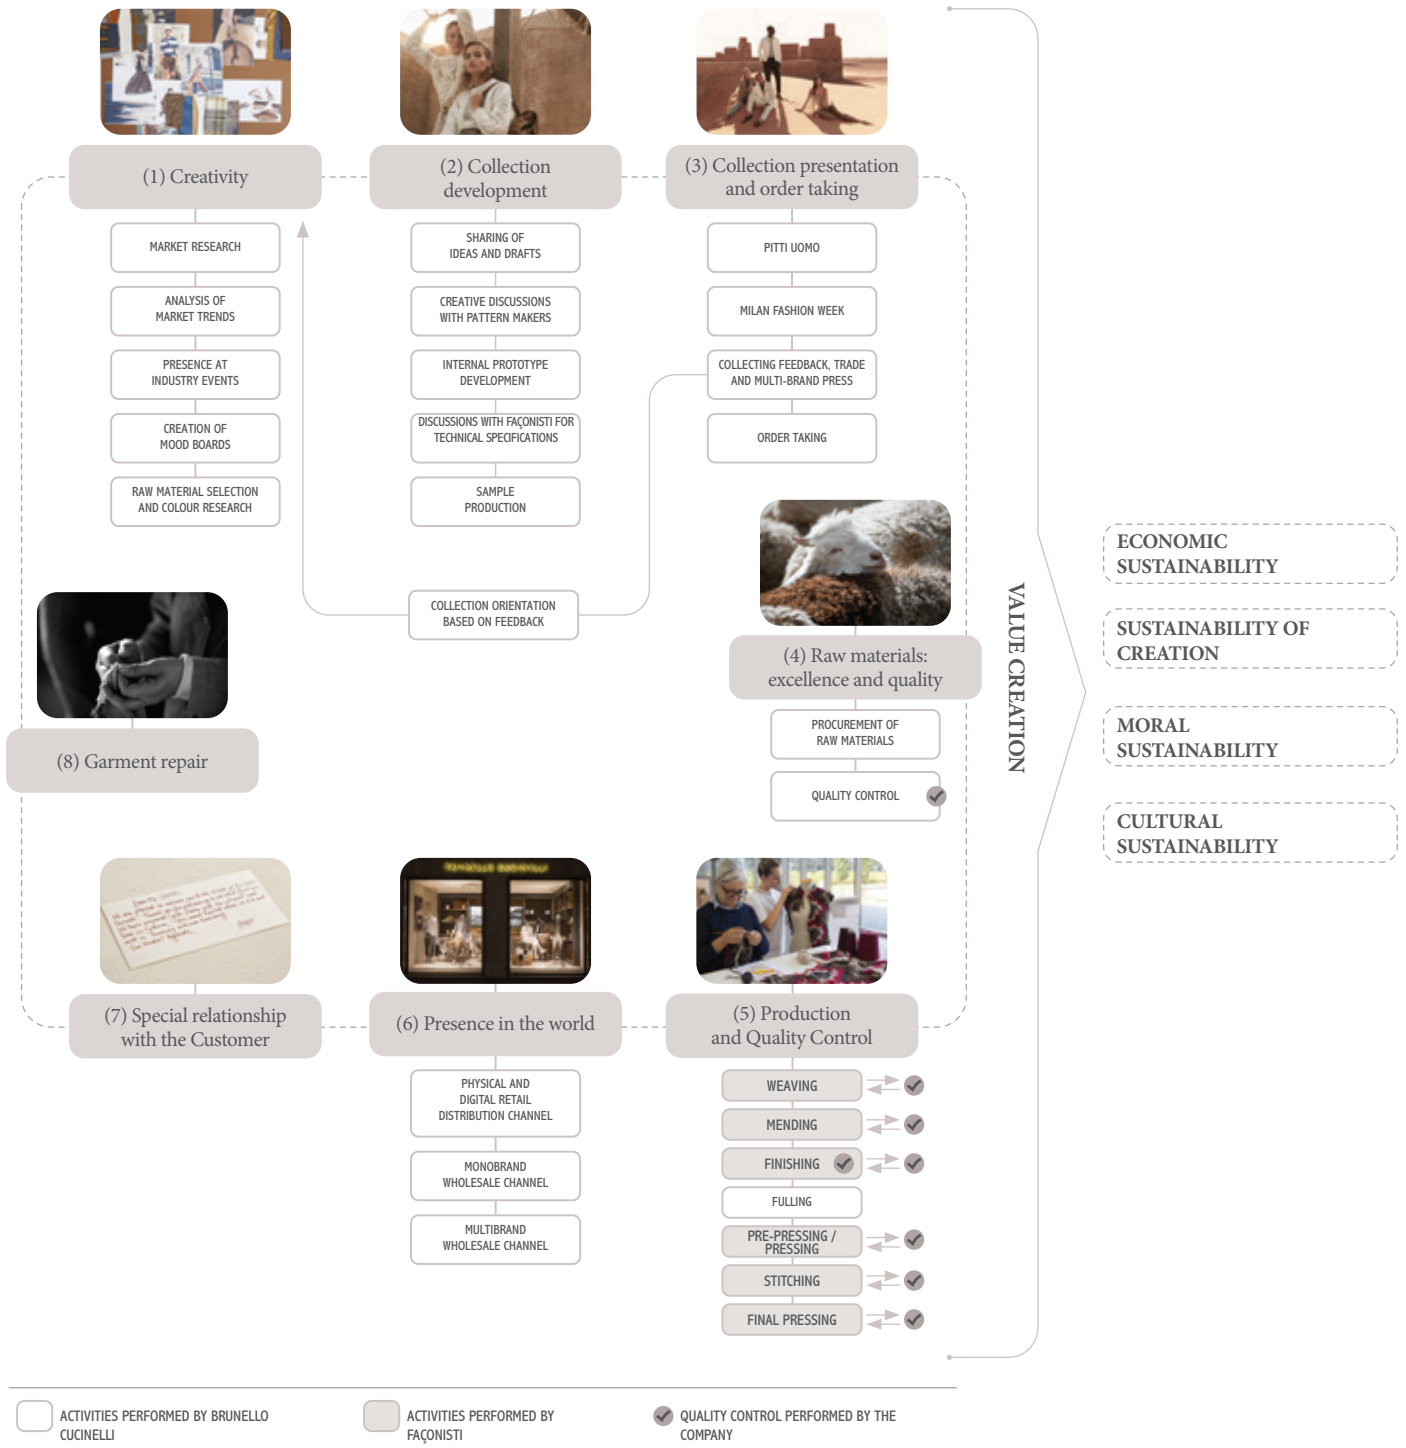 (1) Creativity
MARKET RESEARCH
ANALYSIS OF
MARKET TRENDS
PRESENCE AT
INDUSTRY EVENTS
CREATION OF
MOOD BOARDS
RAW MATERIAL SELECTION
AND COLOUR RESEARCH
(2) Collection
development
SHARING OF
IDEAS AND DRAFTS
CREATIVE DISCUSSIONS
WITH PATTERN MAKERS
INTERNAL PROTOTYPE
DEVELOPMENT
DISCUSSIONS WITH FAÇONISTI FOR
TECHNICAL SPECIFICATIONS
SAMPLE
PRODUCTION
(3) Collection presentation
and order taking
PITTI UOMO
MILAN FASHION WEEK
COLLECTING FEEDBACK, TRADE
AND MULTI-BRAND PRESS
ORDER TAKING
COLLECTION ORIENTATION
BASED ON FEEDBACK
(4) Raw materials:
excellence and quality
PROCUREMENT OF
RAW MATERIALS
QUALITY CONTROL
(5) Production
and Quality Control
WEAVING
MENDING
FINISHING
FULLING
PRE-PRESSING /
PRESSING
STITCHING
FINAL PRESSING
(6) Presence in the world
PHYSICAL AND
DIGITAL RETAIL
DISTRIBUTION CHANNEL
MONOBRAND
WHOLESALE CHANNEL
MULTIBRAND
WHOLESALE CHANNEL
(7) Special relationship
with the Customer
(8) Garment repair
VALUE CREATION
ECONOMIC
SUSTAINABILITY
SUSTAINABILITY OF
CREATION
MORAL
SUSTAINABILITY
CULTURAL
SUSTAINABILITY
ACTIVITIES PERFORMED BY BRUNELLO
CUCINELLI
ACTIVITIES PERFORMED BY
FAÇONISTI
QUALITY CONTROL PERFORMED BY THE
COMPANY